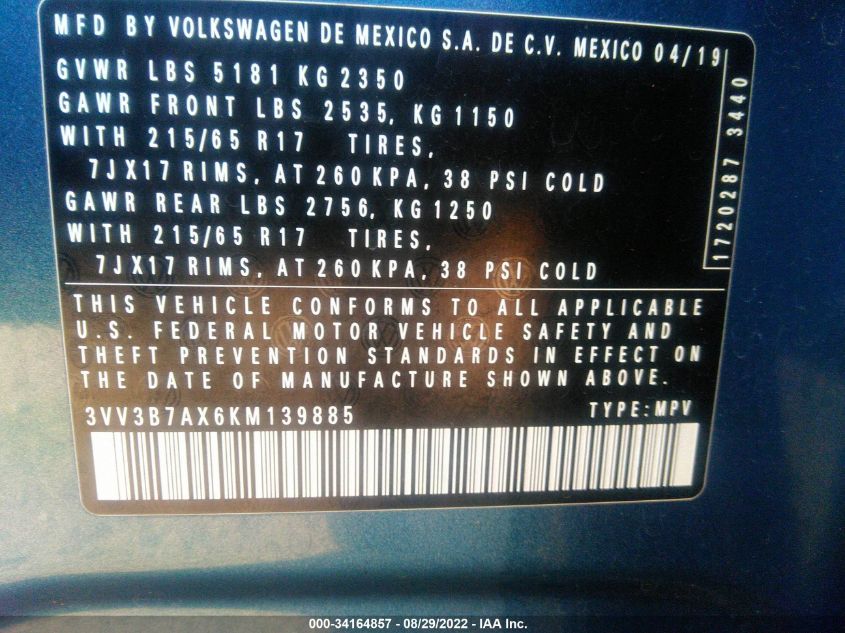 MFD BY VOLKSWAGEN DE MEXICO S.A. DE C.V. MEXICO 04/19
GVWR LBS 5181 KG 2350
GAWR FRONT LBS 2535, KG 1150
WITH 215/65 R17 TIRES,
7JX17 RIMS, AT 260 KPA, 38 PSI COLD
GAWR REAR LBS 2756, KG 1250
WITH 215/65 R17 TIRES,
7JX17 RIMS, AT 260 KPA, 38 PSI COLD
1720287 3440
THIS VEHICLE CONFORMS TO ALL APPLICABLE
U.S. FEDERAL MOTOR VEHICLE SAFETY AND
THEFT PREVENTION STANDARDS IN EFFECT ON
THE DATE OF MANUFACTURE SHOWN ABOVE.
3VV3B7AX6KM139885 TYPE:MPV
000-34164857 - 08/29/2022 - IAA Inc.